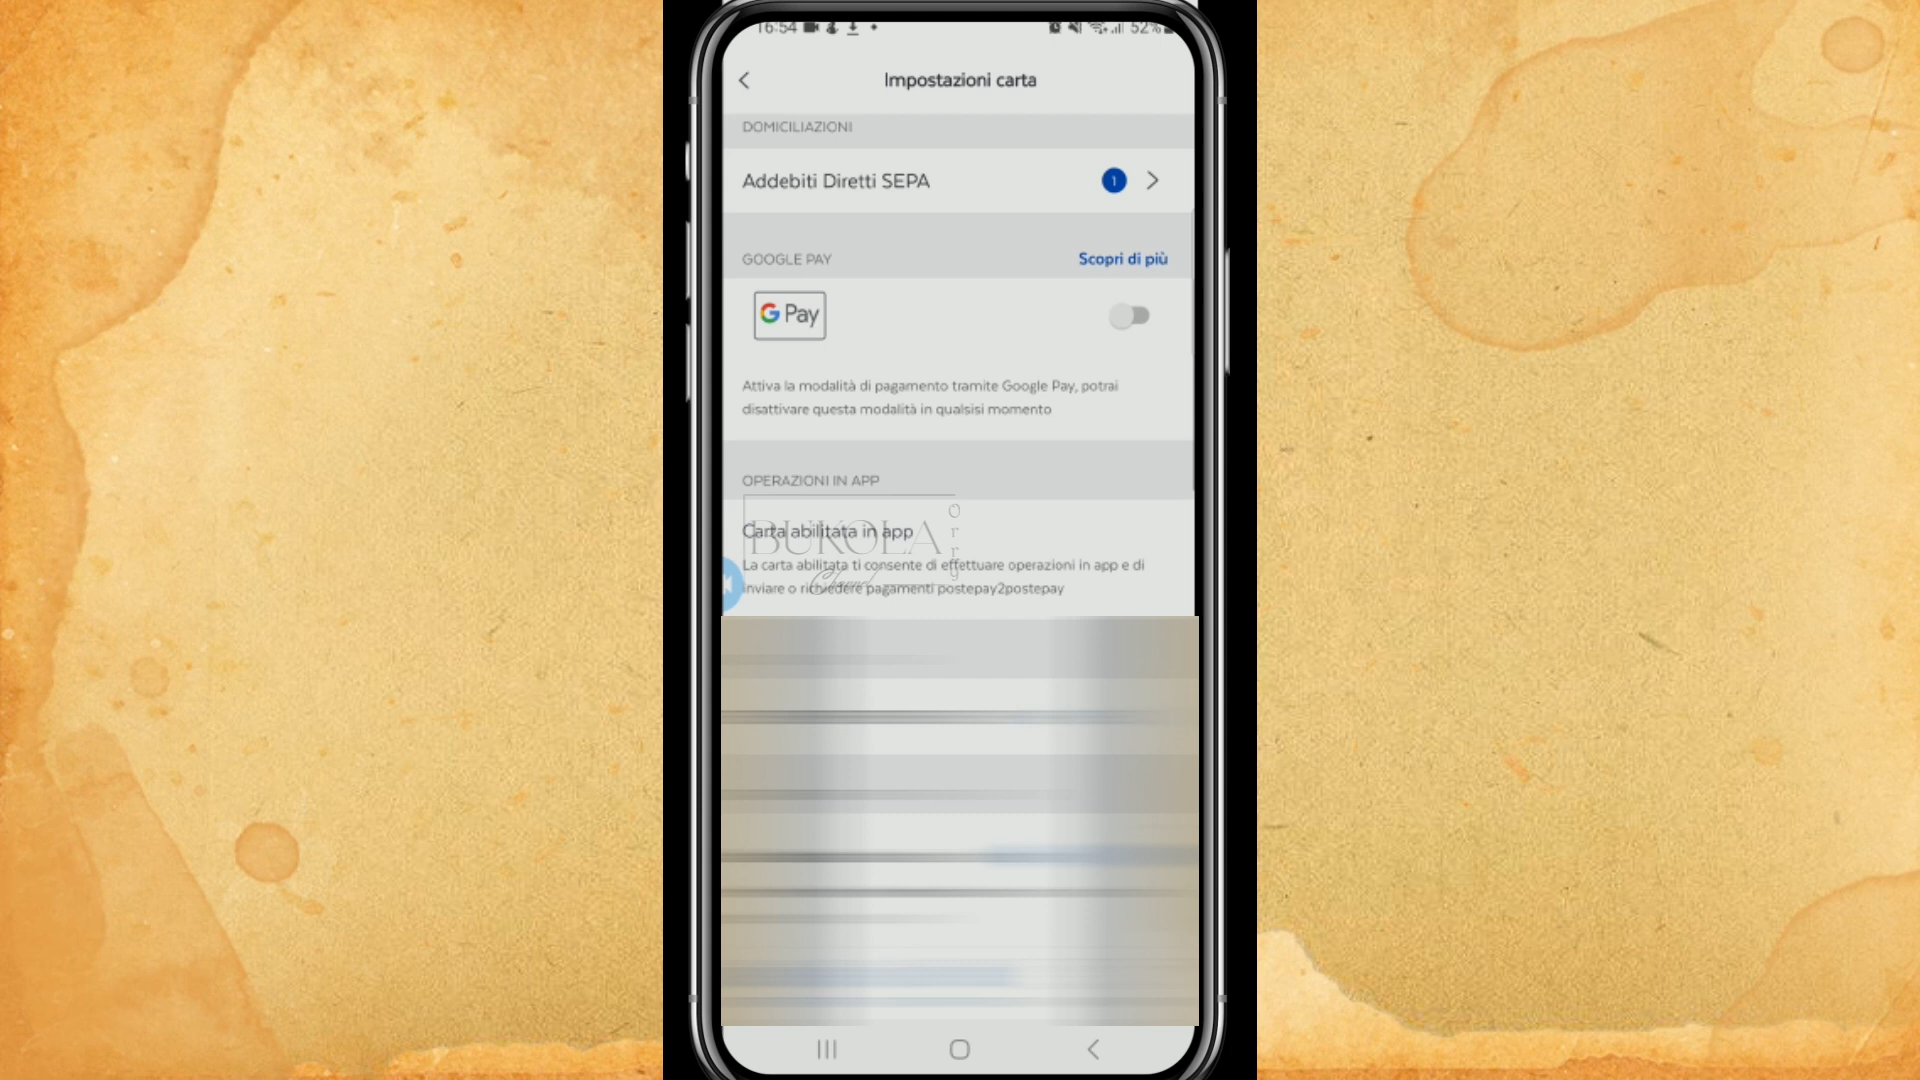 16:54 52%
Impostazioni carta
DOMICILIAZIONI
Addebiti Diretti SEPA 1
GOOGLE PAY Scopri di più
G Pay
Attiva la modalità di pagamento tramite Google Pay, potrai
disattivare questa modalità in qualsisi momento
OPERAZIONI IN APP
Carta abilitata in app
BUKOLA
orry
Channel
La carta abilitata ti consente di effettuare operazioni in app e di
inviare o richiedere pagamenti postepay2postepay